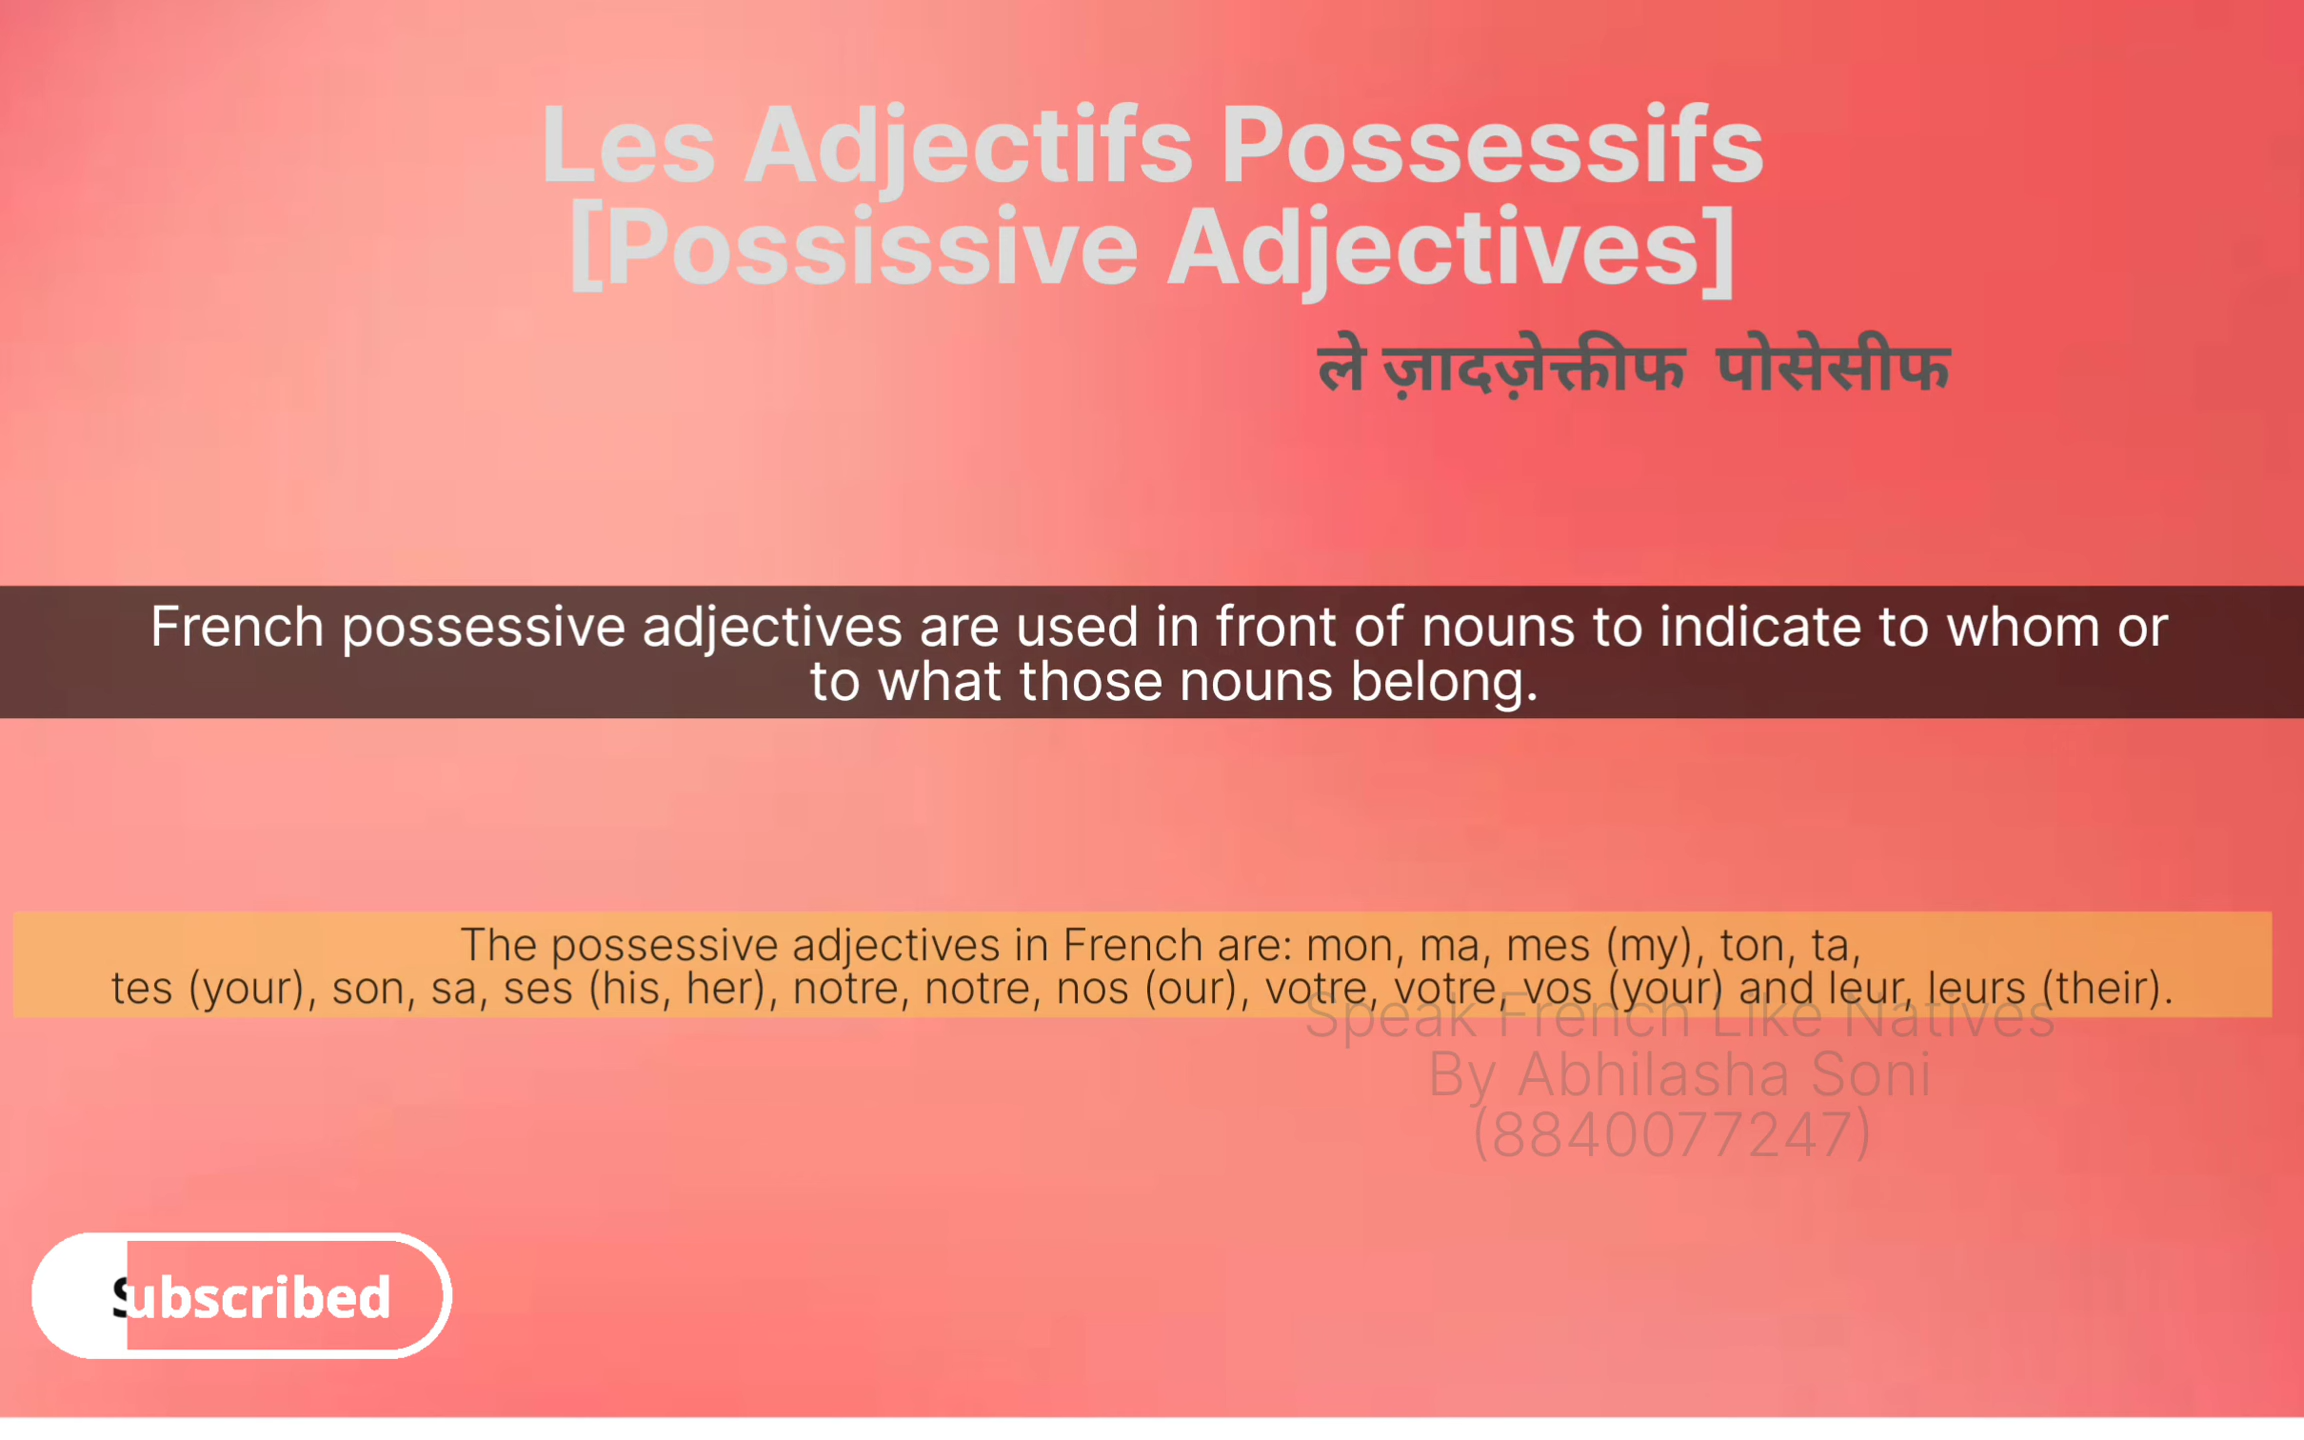 Les Adjectifs Possessifs
[Possissive Adjectives]
ले ज़ादज़ेक्तीफ पोसेसीफ
French possessive adjectives are used in front of nouns to indicate to whom or
to what those nouns belong.
The possessive adjectives in French are: mon, ma, mes (my), ton, ta,
tes (your), son, sa, ses (his, her), notre, notre, nos (our), votre, votre, vos (your) and leur, leurs (their).
Speak French Like Natives
By Abhilasha Soni
(8840077247)
Subscribed